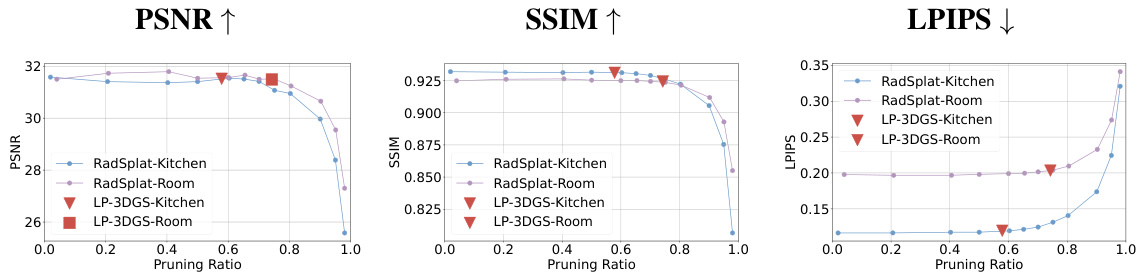 PSNR ↑
SSIM ↑
LPIPS ↓
PSNR
32
30
28
26
RadSplat-Kitchen
RadSplat-Room
LP-3DGS-Kitchen
LP-3DGS-Room
0.0 0.2 0.4 0.6 0.8 1.0
Pruning Ratio
SSIM
0.925
0.900
0.875
0.850
0.825
RadSplat-Kitchen
RadSplat-Room
LP-3DGS-Kitchen
LP-3DGS-Room
0.0 0.2 0.4 0.6 0.8 1.0
Pruning Ratio
LPIPS
0.35
0.30
0.25
0.20
0.15
RadSplat-Kitchen
RadSplat-Room
LP-3DGS-Kitchen
LP-3DGS-Room
0.0 0.2 0.4 0.6 0.8 1.0
Pruning Ratio